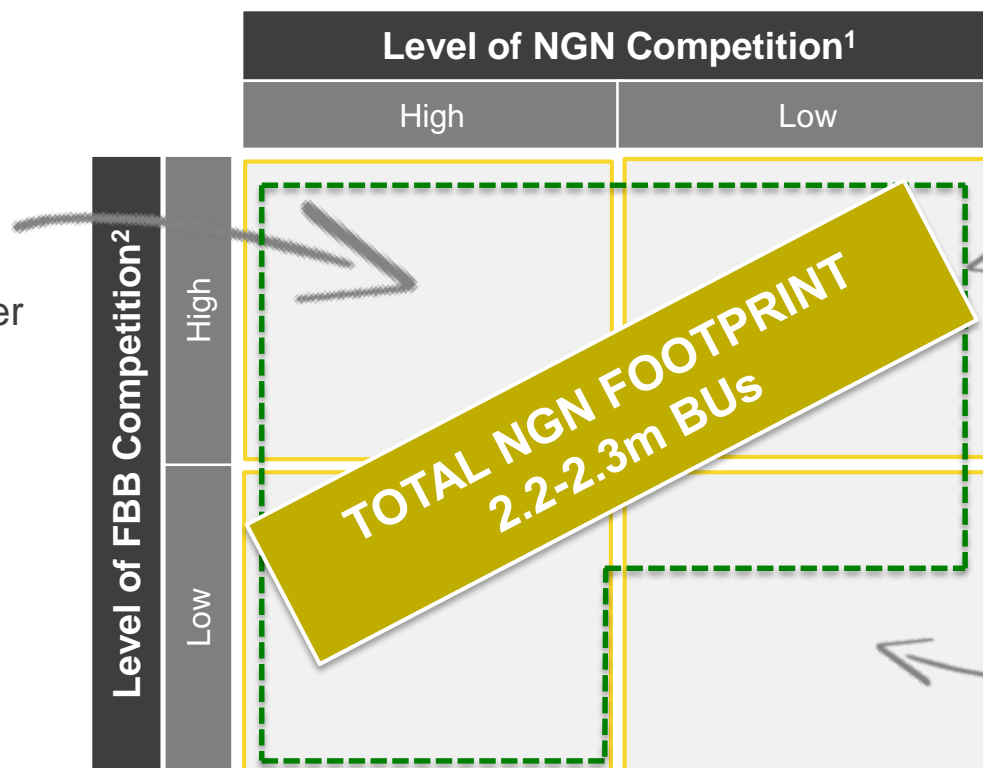 Level of NGN Competition¹
High
Low
er
Level of FBB Competition²
High
Low
TOTAL NGN FOOTPRINT
2.2-2.3m BUs